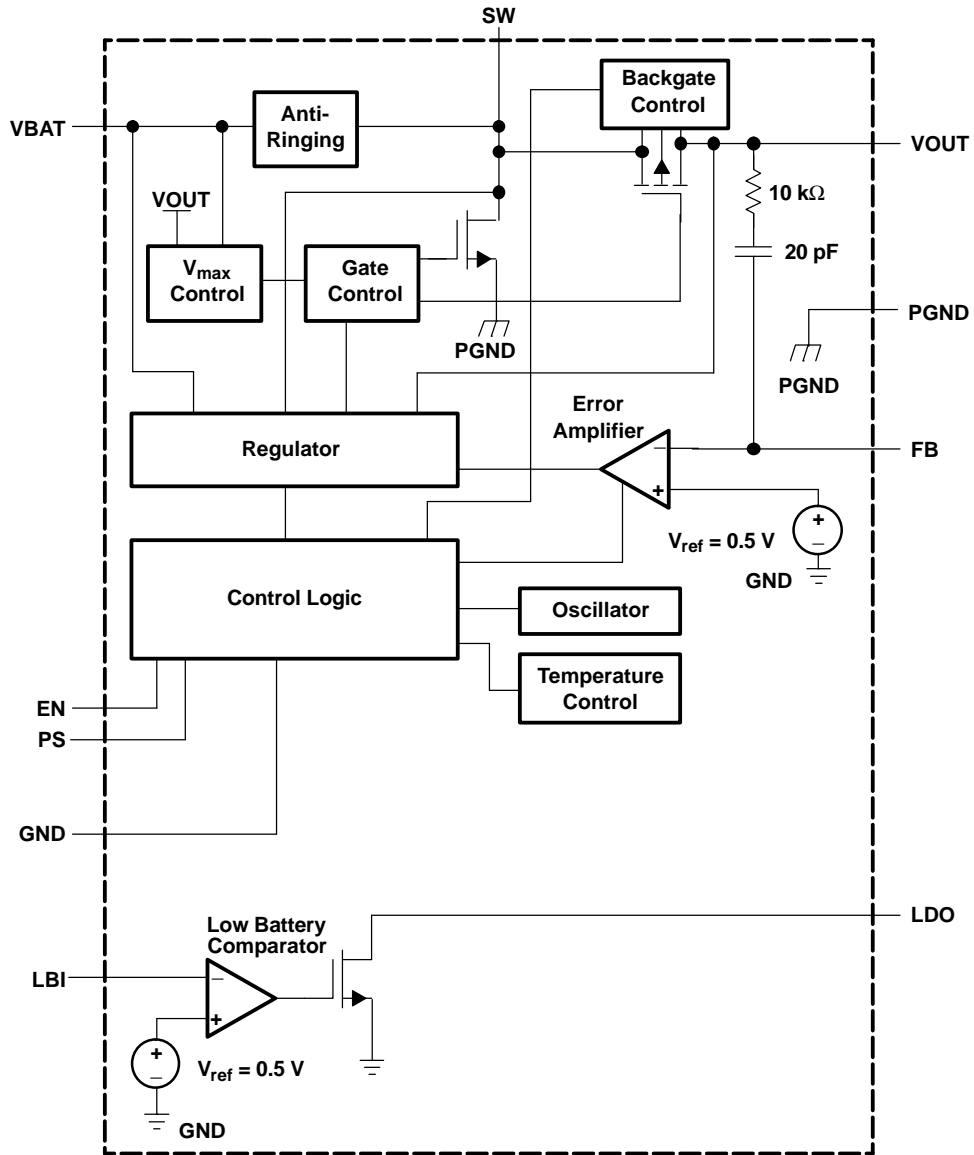 SW
Backgate
Control
Anti-
Ringing
VBAT
VOUT
10 kΩ
VOUT
20 pF
Vmax
Control
Gate
Control
PGND
PGND
PGND
Error
Amplifier
Regulator
−
FB
+
Vref = 0.5 V
+
−
GND
Control Logic
Oscillator
Temperature
Control
EN
PS
GND
LDO
Low Battery
Comparator
LBI
−
+
+
−
Vref = 0.5 V
GND